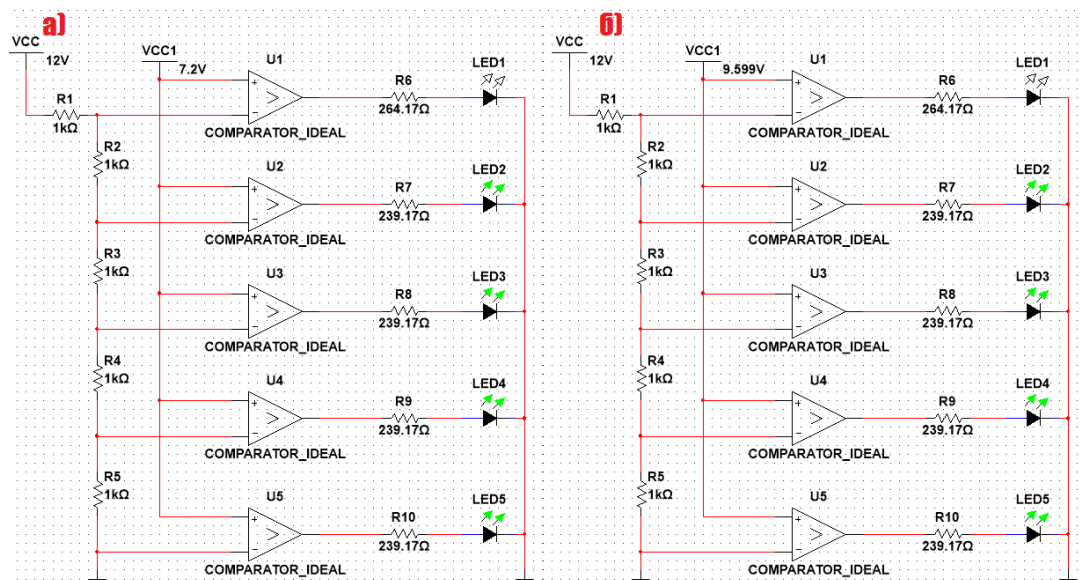 а)
VCC
12V
VCC1
7.2V
R1
1kΩ
U1
COMPARATOR_IDEAL
R6
264.17Ω
LED1
R2
1kΩ
U2
COMPARATOR_IDEAL
R7
239.17Ω
LED2
R3
1kΩ
U3
COMPARATOR_IDEAL
R8
239.17Ω
LED3
R4
1kΩ
U4
COMPARATOR_IDEAL
R9
239.17Ω
LED4
R5
1kΩ
U5
COMPARATOR_IDEAL
R10
239.17Ω
LED5
б)
VCC
12V
VCC1
9.599V
R1
1kΩ
U1
COMPARATOR_IDEAL
R6
264.17Ω
LED1
R2
1kΩ
U2
COMPARATOR_IDEAL
R7
239.17Ω
LED2
R3
1kΩ
U3
COMPARATOR_IDEAL
R8
239.17Ω
LED3
R4
1kΩ
U4
COMPARATOR_IDEAL
R9
239.17Ω
LED4
R5
1kΩ
U5
COMPARATOR_IDEAL
R10
239.17Ω
LED5